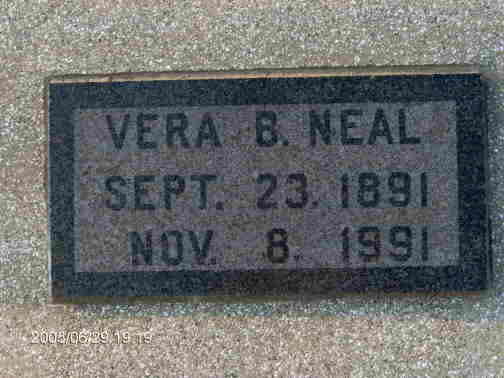 VERA B. NEAL
SEPT. 23. 1891
NOV. 8. 1991
2008/06/29 19:19